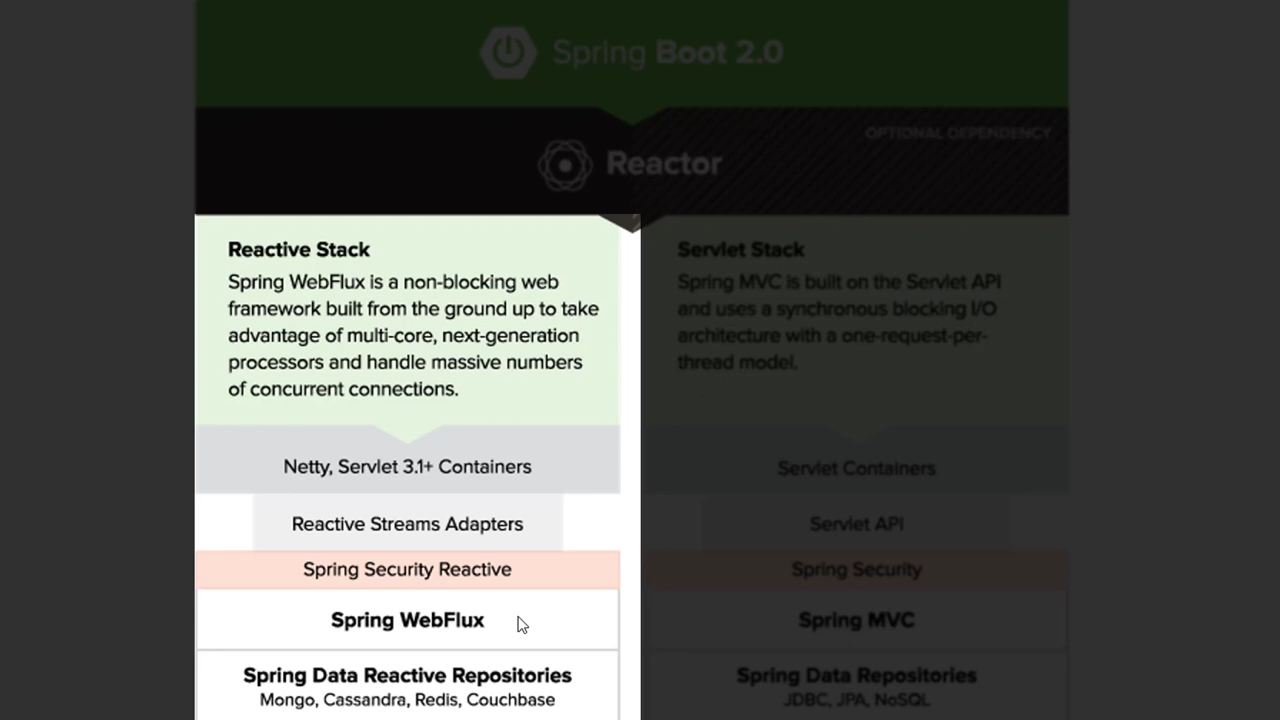 Spring Boot 2.0
OPTIONAL DEPENDENCY
Reactor
Reactive Stack
Spring WebFlux is a non-blocking web
framework built from the ground up to take
advantage of multi-core, next-generation
processors and handle massive numbers
of concurrent connections.
Netty, Servlet 3.1+ Containers
Reactive Streams Adapters
Spring Security Reactive
Spring WebFlux
Spring Data Reactive Repositories
Mongo, Cassandra, Redis, Couchbase
Servlet Stack
Spring MVC is built on the Servlet API
and uses a synchronous blocking I/O
architecture with a one-request-per-
thread model.
Servlet Containers
Servlet API
Spring Security
Spring MVC
Spring Data Repositories
JDBC, JPA, NoSQL